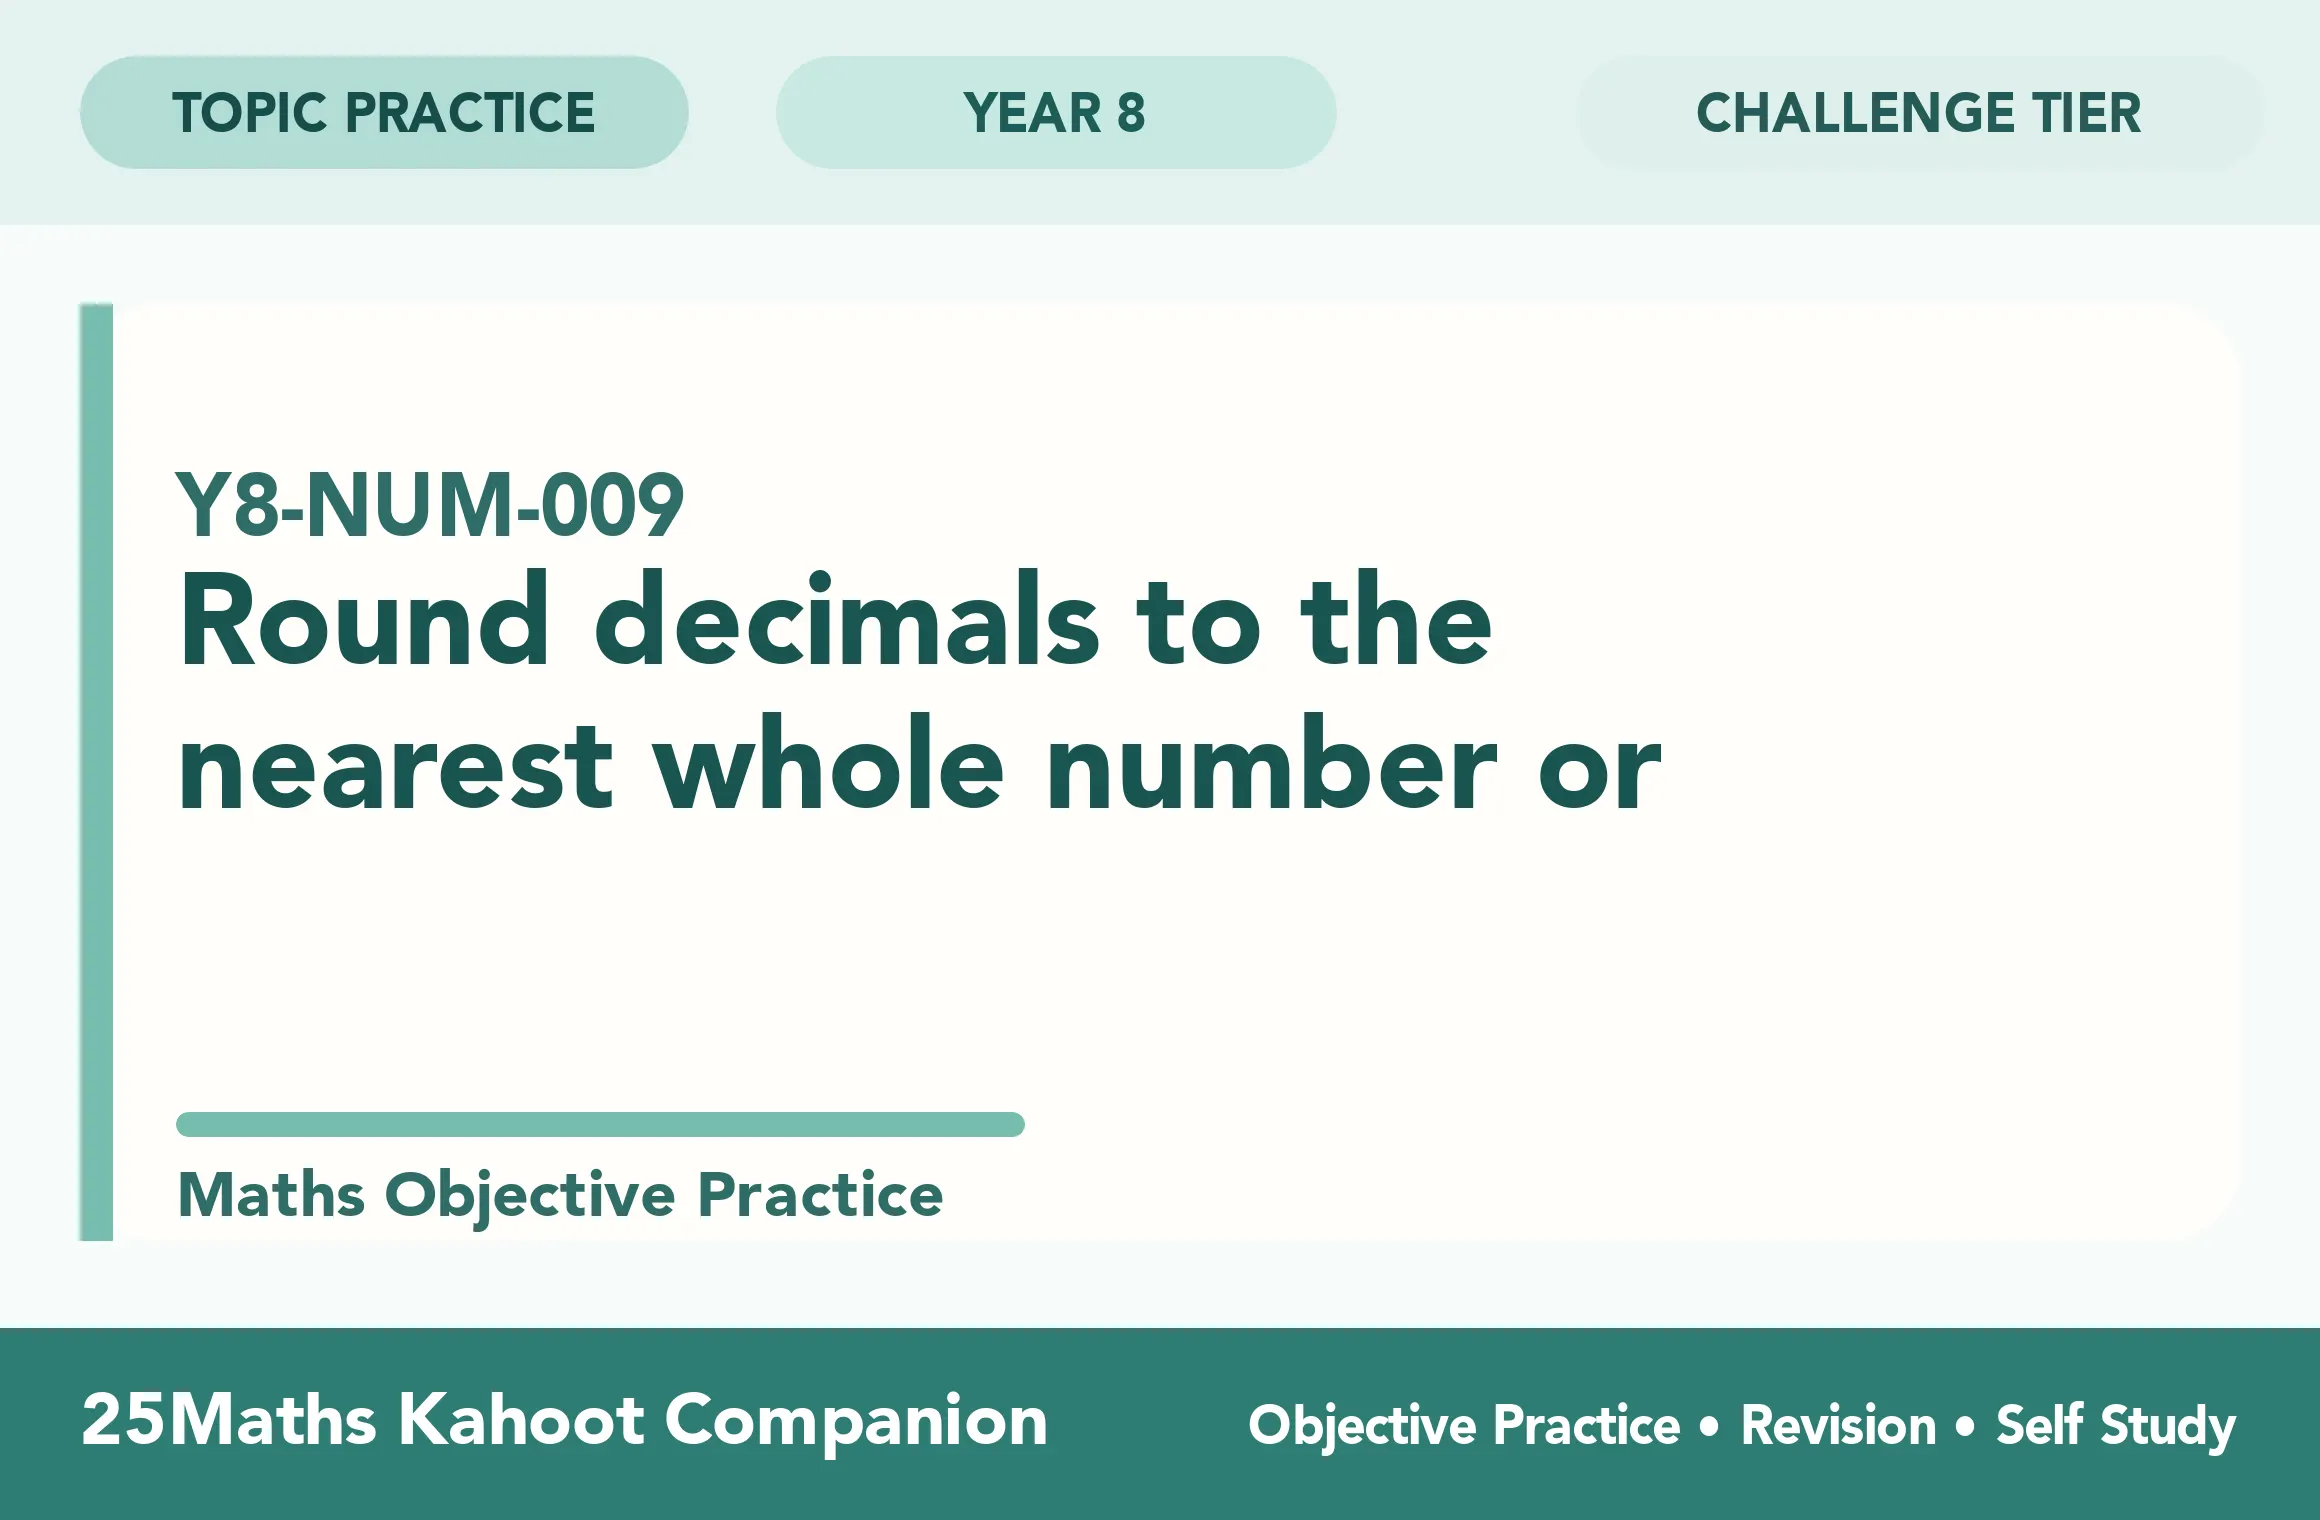 TOPIC PRACTICE
YEAR 8
CHALLENGE TIER
Y8-NUM-009
Round decimals to the
nearest whole number or
Maths Objective Practice
25Maths Kahoot Companion
Objective Practice • Revision • Self Study